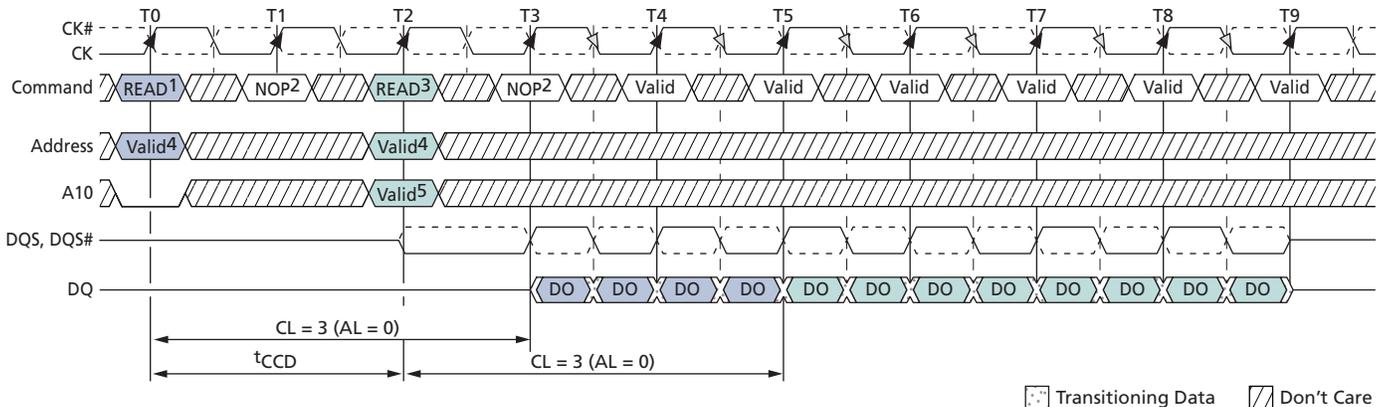 T0 T1 T2 T3 T4 T5 T6 T7 T8 T9
CK#
CK
Command READ1 NOP2 READ3 NOP2 Valid Valid Valid Valid Valid Valid
Address Valid4 Valid4
A10 Valid5
DQS, DQS#
DQ DO DO DO DO DO DO DO DO DO DO DO DO
CL = 3 (AL = 0)
tCCD CL = 3 (AL = 0)
Transitioning Data Don't Care